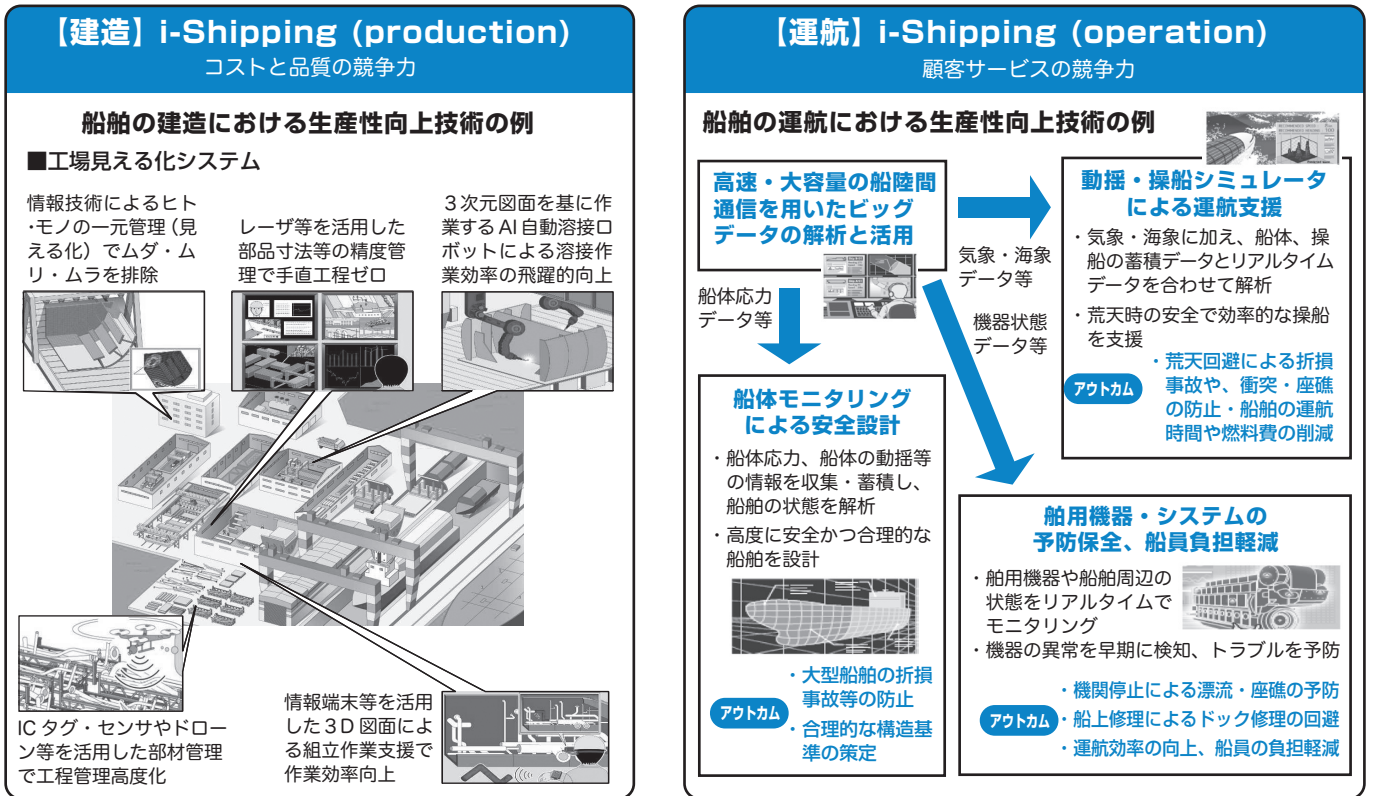 【建造】i-Shipping (production)
コストと品質の競争力
船舶の建造における生産性向上技術の例
■工場見える化システム
情報技術によるヒト
・モノの一元管理（見
える化）でムダ・ム
リ・ムラを排除
レーザ等を活用した
部品寸法等の精度管
理で手直工程ゼロ
３次元図面を基に作
業する AI 自動溶接ロ
ボットによる溶接作
業効率の飛躍的向上
IC タグ・センサやドロー
ン等を活用した部材管理
で工程管理高度化
情報端末等を活用
した３D 図面によ
る組立作業支援で
作業効率向上
【運航】i-Shipping (operation)
顧客サービスの競争力
船舶の運航における生産性向上技術の例
高速・大容量の船陸間
通信を用いたビッグ
データの解析と活用
気象・海象
データ等
船体応力
データ等
機器状態
データ等
動揺・操船シミュレータ
による運航支援
・気象・海象に加え、船体、操
船の蓄積データとリアルタイム
データを合わせて解析
・荒天時の安全で効率的な操船
を支援
アウトカム
・荒天回避による折損
事故や、衝突・座礁
の防止・船舶の運航
時間や燃料費の削減
船体モニタリング
による安全設計
・船体応力、船体の動揺等
の情報を収集・蓄積し、
船舶の状態を解析
・高度に安全かつ合理的な
船舶を設計
アウトカム
・大型船舶の折損
事故等の防止
・合理的な構造基
準の策定
舶用機器・システムの
予防保全、船員負担軽減
・舶用機器や船舶周辺の
状態をリアルタイムで
モニタリング
・機器の異常を早期に検知、トラブルを予防
アウトカム
・機関停止による漂流・座礁の予防
・船上修理によるドック修理の回避
・運航効率の向上、船員の負担軽減